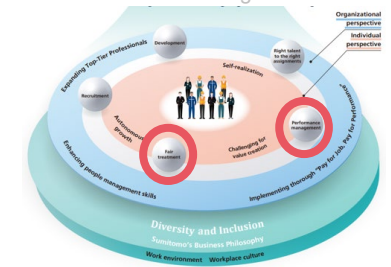 Organizational
perspective
Individual
perspective
Development
Expanding Top-Tier Professionals
Right talent
to the right
assignments
Self-realization
Recruitment
Autonomous
growth
Fair
treatment
Challenging for
value creation
Performance
management
Enhancing people management skills
Implementing thorough "Pay for Job, Pay for Performance"
Diversity and Inclusion
Sumitomo's Business Philosophy
Work environment Workplace culture